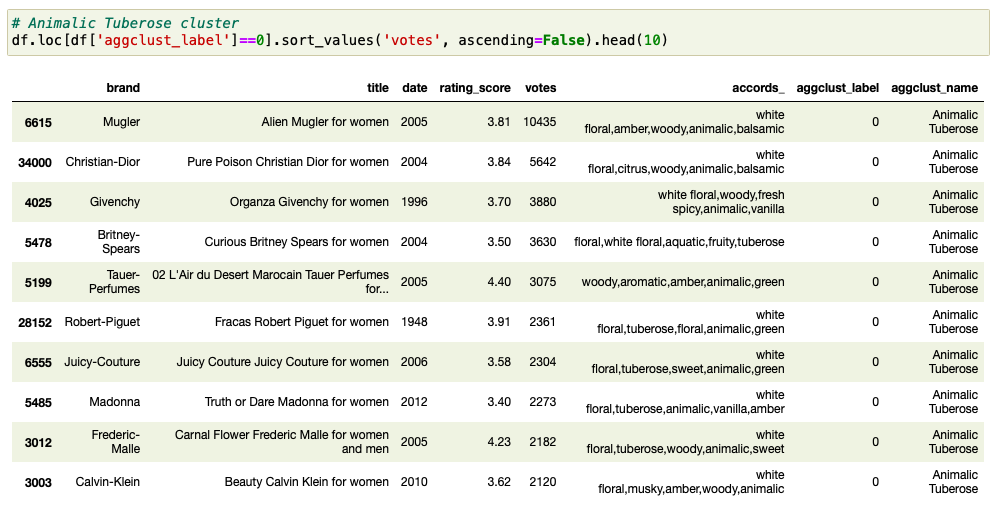 # Animalic Tuberose cluster
df.loc[df['aggclust_label']==0].sort_values('votes', ascending=False).head(10)
brand title date rating_score votes accords_ aggclust_label aggclust_name
6615 Mugler Alien Mugler for women 2005 3.81 10435 white floral,amber,woody,animalic,balsamic 0 Animalic Tuberose
34000 Christian-Dior Pure Poison Christian Dior for women 2004 3.84 5642 white floral,citrus,woody,animalic,balsamic 0 Animalic Tuberose
4025 Givenchy Organza Givenchy for women 1996 3.70 3880 white floral,woody,fresh spicy,animalic,vanilla 0 Animalic Tuberose
5478 Britney-Spears Curious Britney Spears for women 2004 3.50 3630 floral,white floral,aquatic,fruity,tuberose 0 Animalic Tuberose
5199 Tauer-Perfumes 02 L'Air du Desert Marocain Tauer Perfumes for... 2005 4.40 3075 woody,aromatic,amber,animalic,green 0 Animalic Tuberose
28152 Robert-Piguet Fracas Robert Piguet for women 1948 3.91 2361 white floral,tuberose,floral,animalic,green 0 Animalic Tuberose
6555 Juicy-Couture Juicy Couture Juicy Couture for women 2006 3.58 2304 white floral,tuberose,sweet,animalic,green 0 Animalic Tuberose
5485 Madonna Truth or Dare Madonna for women 2012 3.40 2273 white floral,tuberose,animalic,vanilla,amber 0 Animalic Tuberose
3012 Frederic-Malle Carnal Flower Frederic Malle for women and men 2005 4.23 2182 white floral,tuberose,woody,animalic,sweet 0 Animalic Tuberose
3003 Calvin-Klein Beauty Calvin Klein for women 2010 3.62 2120 white floral,musky,amber,woody,animalic 0 Animalic Tuberose